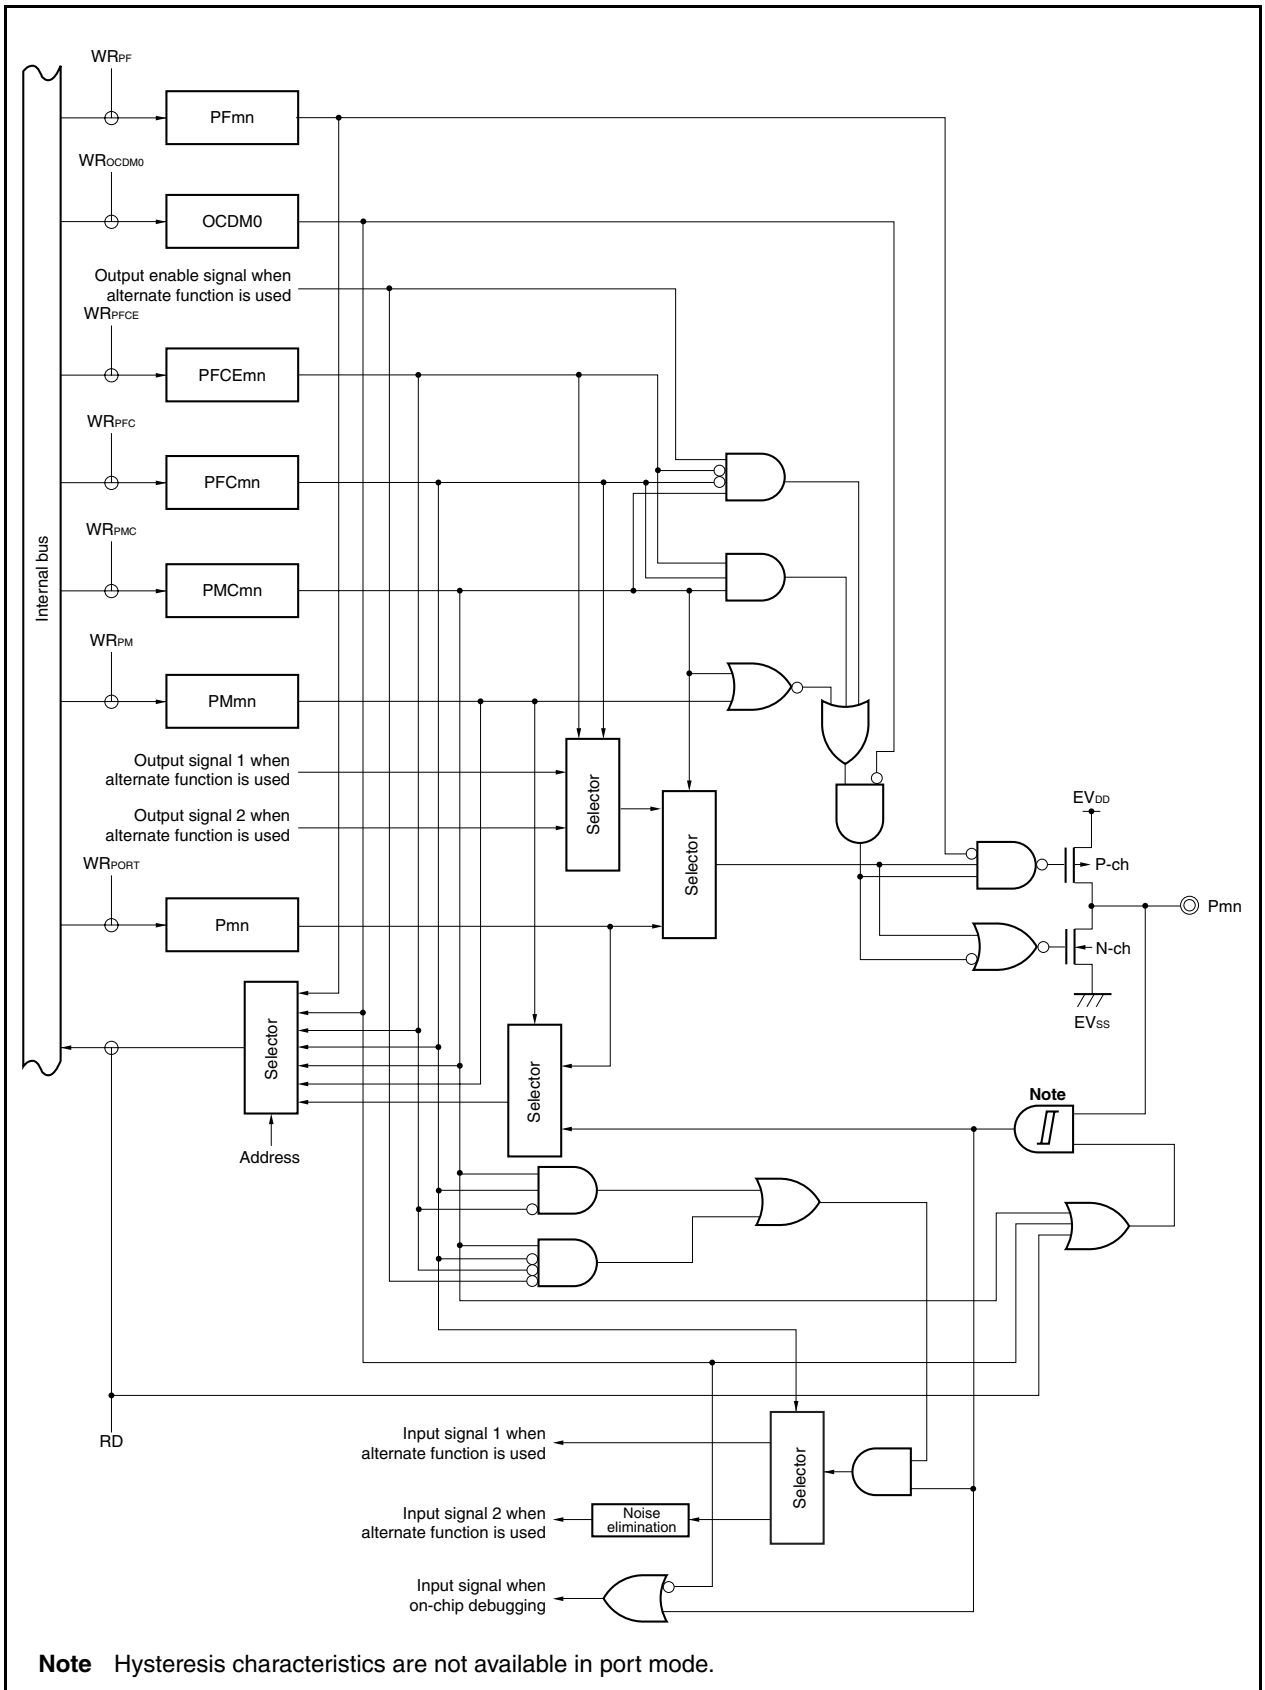 WRPF
PFmn
WROCDM0
OCDM0
Output enable signal when
alternate function is used
WRPFCE
PFCEmn
WRPFC
PFCmn
WRPMC
PMCmn
Internal bus
WRPM
PMmn
Output signal 1 when
alternate function is used
Output signal 2 when
alternate function is used
Selector
Selector
WRPORT
Pmn
EVDD
P-ch
Pmn
N-ch
EVSS
Selector
Selector
Address
Note
RD
Input signal 1 when
alternate function is used
Selector
Input signal 2 when
alternate function is used
Noise
elimination
Input signal when
on-chip debugging
Note Hysteresis characteristics are not available in port mode.